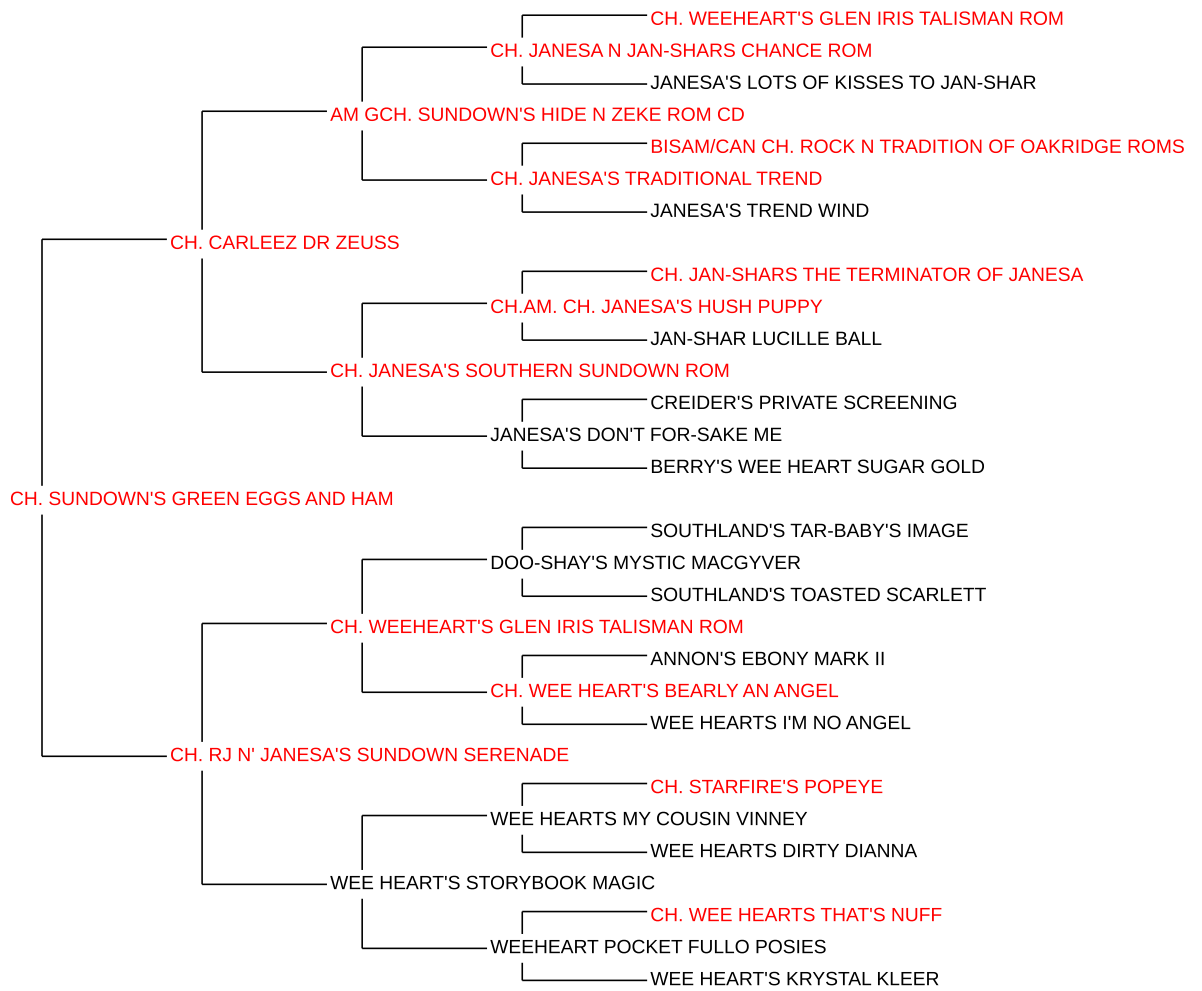 CH. WEEHEART'S GLEN IRIS TALISMAN ROM
CH. JANESA N JAN-SHARS CHANCE ROM
JANESA'S LOTS OF KISSES TO JAN-SHAR
AM GCH. SUNDOWN'S HIDE N ZEKE ROM CD
BISAM/CAN CH. ROCK N TRADITION OF OAKRIDGE ROMS
CH. JANESA'S TRADITIONAL TREND
JANESA'S TREND WIND
CH. CARLEEZ DR ZEUSS
CH. JAN-SHARS THE TERMINATOR OF JANESA
CH.AM. CH. JANESA'S HUSH PUPPY
JAN-SHAR LUCILLE BALL
CH. JANESA'S SOUTHERN SUNDOWN ROM
CREIDER'S PRIVATE SCREENING
JANESA'S DON'T FOR-SAKE ME
BERRY'S WEE HEART SUGAR GOLD
CH. SUNDOWN'S GREEN EGGS AND HAM
SOUTHLAND'S TAR-BABY'S IMAGE
DOO-SHAY'S MYSTIC MACGYVER
SOUTHLAND'S TOASTED SCARLETT
CH. WEEHEART'S GLEN IRIS TALISMAN ROM
ANNON'S EBONY MARK II
CH. WEE HEART'S BEARLY AN ANGEL
WEE HEARTS I'M NO ANGEL
CH. RJ N' JANESA'S SUNDOWN SERENADE
CH. STARFIRE'S POPEYE
WEE HEARTS MY COUSIN VINNEY
WEE HEARTS DIRTY DIANNA
WEE HEART'S STORYBOOK MAGIC
CH. WEE HEARTS THAT'S NUFF
WEEHEART POCKET FULLO POSIES
WEE HEART'S KRYSTAL KLEER